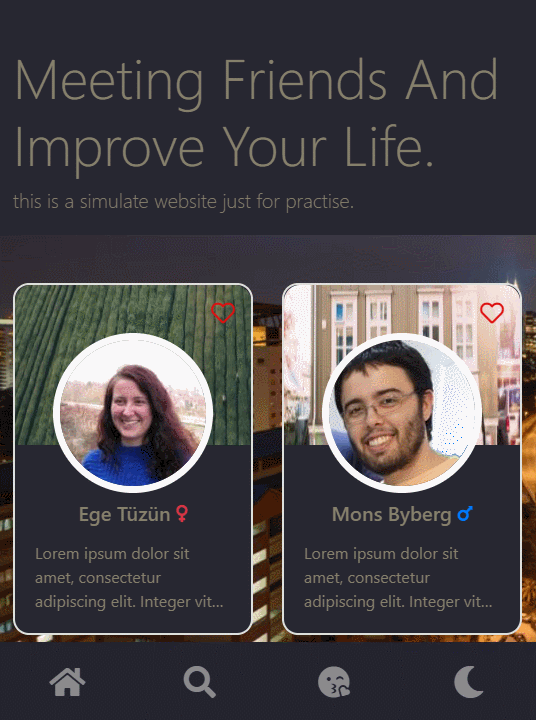 Meeting Friends And
Improve Your Life.
this is a simulate website just for practise.
Ege Tüzün
Lorem ipsum dolor sit
amet, consectetur
adipiscing elit. Integer vit...
Mons Byberg
Lorem ipsum dolor sit
amet, consectetur
adipiscing elit. Integer vit...